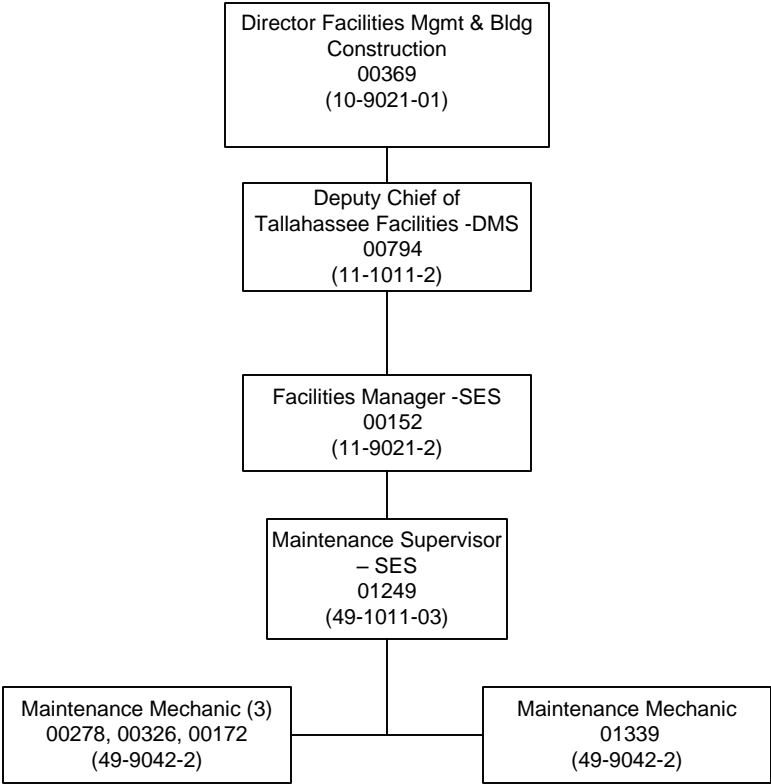 Director Facilities Mgmt & Bldg
Construction
00369
(10-9021-01)
Deputy Chief of
Tallahassee Facilities -DMS
00794
(11-1011-2)
Facilities Manager -SES
00152
(11-9021-2)
Maintenance Supervisor
– SES
01249
(49-1011-03)
Maintenance Mechanic (3)
00278, 00326, 00172
(49-9042-2)
Maintenance Mechanic
01339
(49-9042-2)